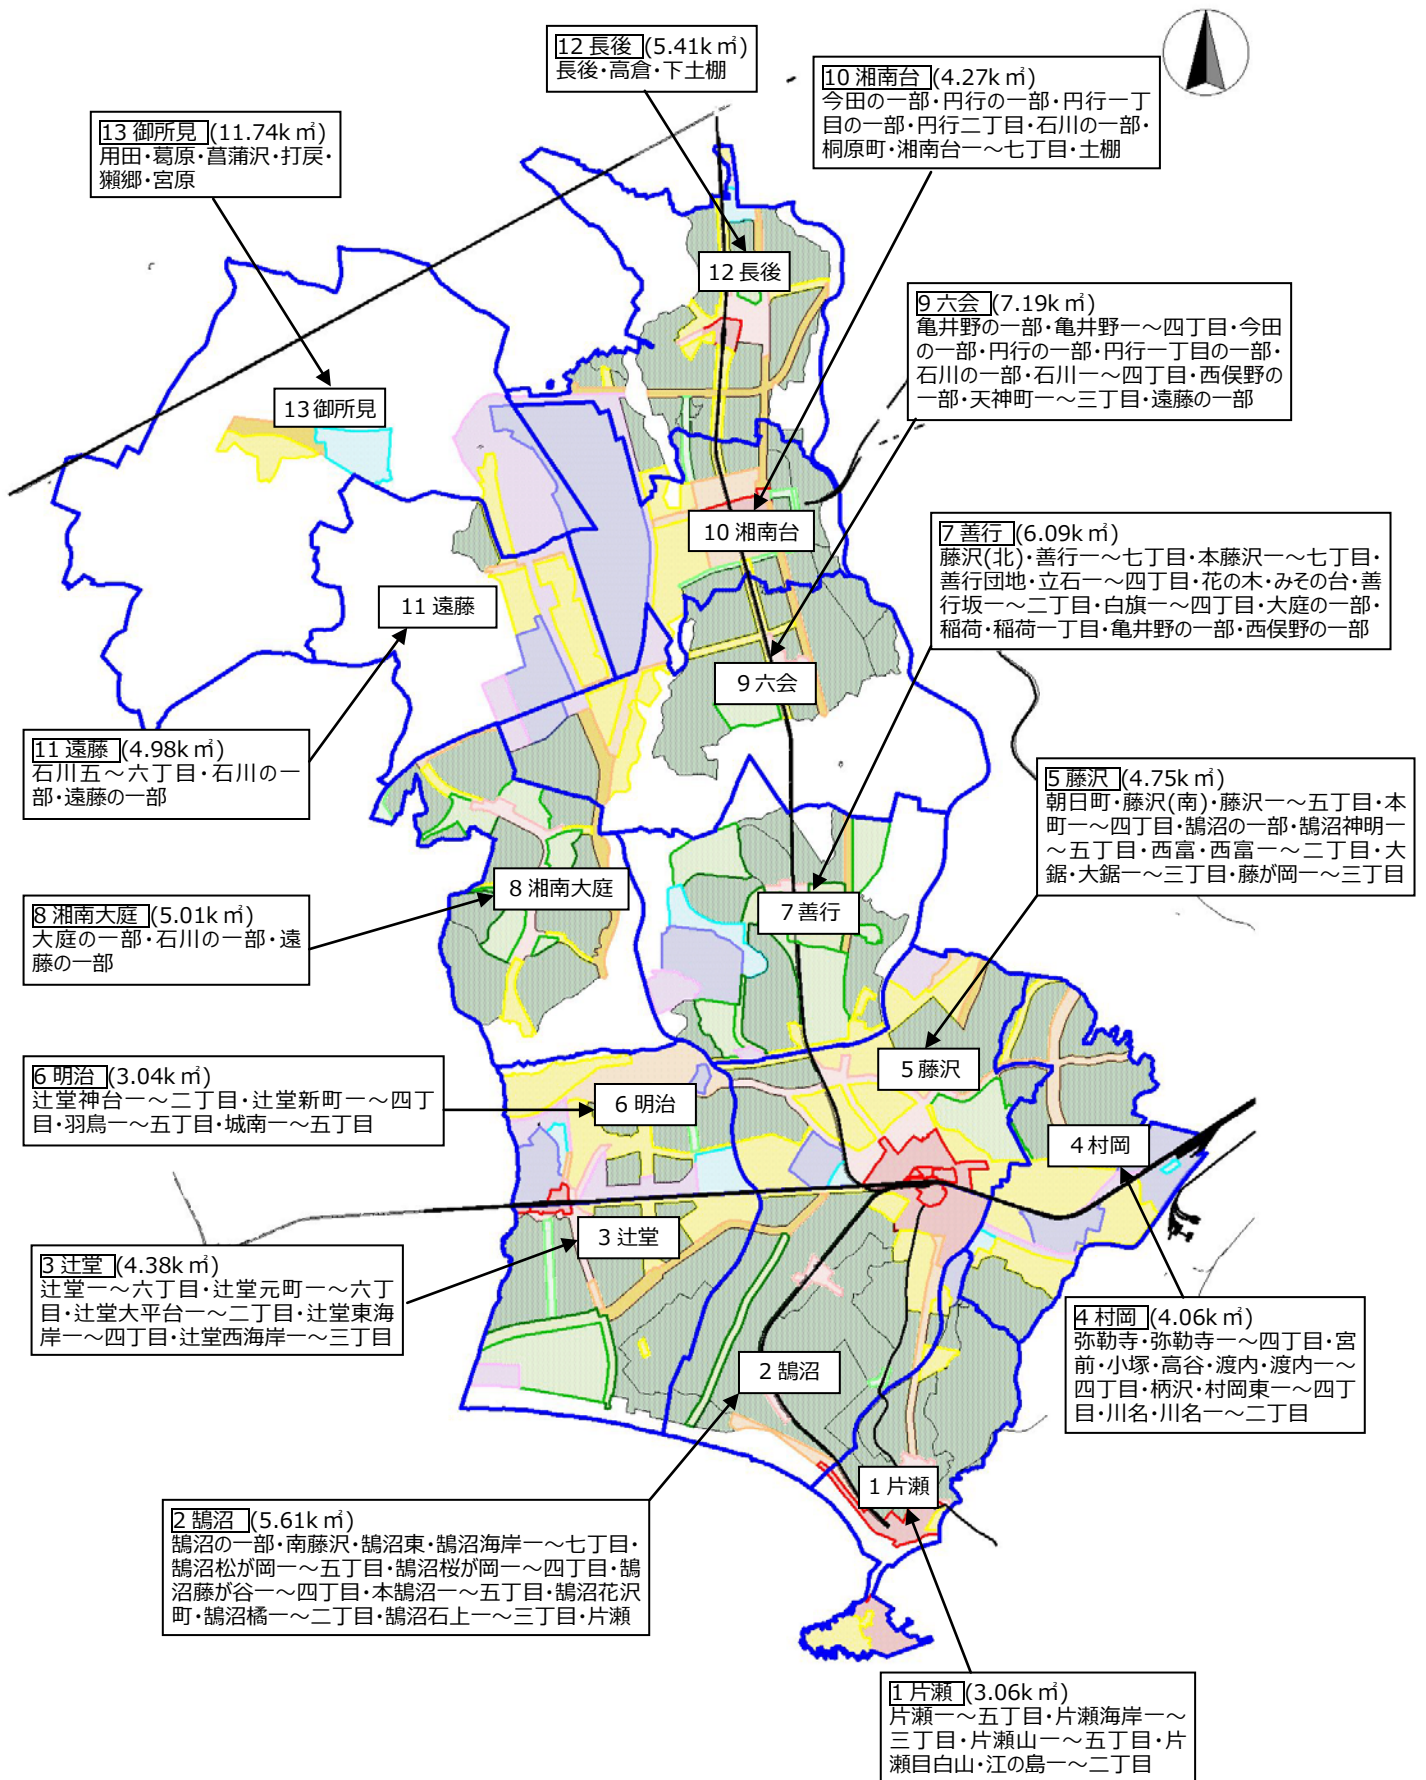 12 長後 (5.41k㎡)
長後・高倉・下土棚
10 湘南台 (4.27k㎡)
今田の一部・円行の一部・円行一丁
目の一部・円行二丁目・石川の一部・
桐原町・湘南台一～七丁目・土棚
13 御所見 (11.74k㎡)
用田・葛原・菖蒲沢・打戻・
獺郷・宮原
12 長後
9 六会 (7.19k㎡)
亀井野の一部・亀井野一～四丁目・今田
の一部・円行の一部・円行一丁目の一部・
石川の一部・石川一～四丁目・西俣野の
一部・天神町一～三丁目・遠藤の一部
13 御所見
10 湘南台
7 善行 (6.09k㎡)
藤沢(北)・善行一～七丁目・本藤沢一～七丁目・
善行団地・立石一～四丁目・花の木・みその台・善
行坂一～二丁目・白旗一～四丁目・大庭の一部・
稲荷・稲荷一丁目・亀井野の一部・西俣野の一部
11 遠藤
9 六会
11 遠藤 (4.98k㎡)
石川五～六丁目・石川の一
部・遠藤の一部
5 藤沢 (4.75k㎡)
朝日町・藤沢(南)・藤沢一～五丁目・本
町一～四丁目・鵠沼の一部・鵠沼神明一
～五丁目・西富・西富一～二丁目・大
鋸・大鋸一～三丁目・藤が岡一～三丁目
8 湘南大庭
7 善行
8 湘南大庭 (5.01k㎡)
大庭の一部・石川の一部・遠
藤の一部
5 藤沢
6 明治 (3.04k㎡)
辻堂神台一～二丁目・辻堂新町一～四丁
目・羽鳥一～五丁目・城南一～五丁目
6 明治
4 村岡
3 辻堂
3 辻堂 (4.38k㎡)
辻堂一～六丁目・辻堂元町一～六丁
目・辻堂太平台一～二丁目・辻堂東海
岸一～四丁目・辻堂西海岸一～三丁目
4 村岡 (4.06k㎡)
弥勒寺・弥勒寺一～四丁目・宮
前・小塚・高谷・渡内・渡内一～
四丁目・柄沢・村岡東一～四丁
目・川名・川名一～二丁目
2 鵠沼
1 片瀬
2 鵠沼 (5.61k㎡)
鵠沼の一部・南藤沢・鵠沼東・鵠沼海岸一～七丁目・
鵠沼松が岡一～五丁目・鵠沼桜が岡一～四丁目・鵠
沼藤が谷一～四丁目・本鵠沼一～五丁目・鵠沼花沢
町・鵠沼橘一～二丁目・鵠沼石上一～三丁目・片瀬
1 片瀬 (3.06k㎡)
片瀬一～五丁目・片瀬海岸一～
三丁目・片瀬山一～五丁目・片
瀬目白山・江の島一～二丁目